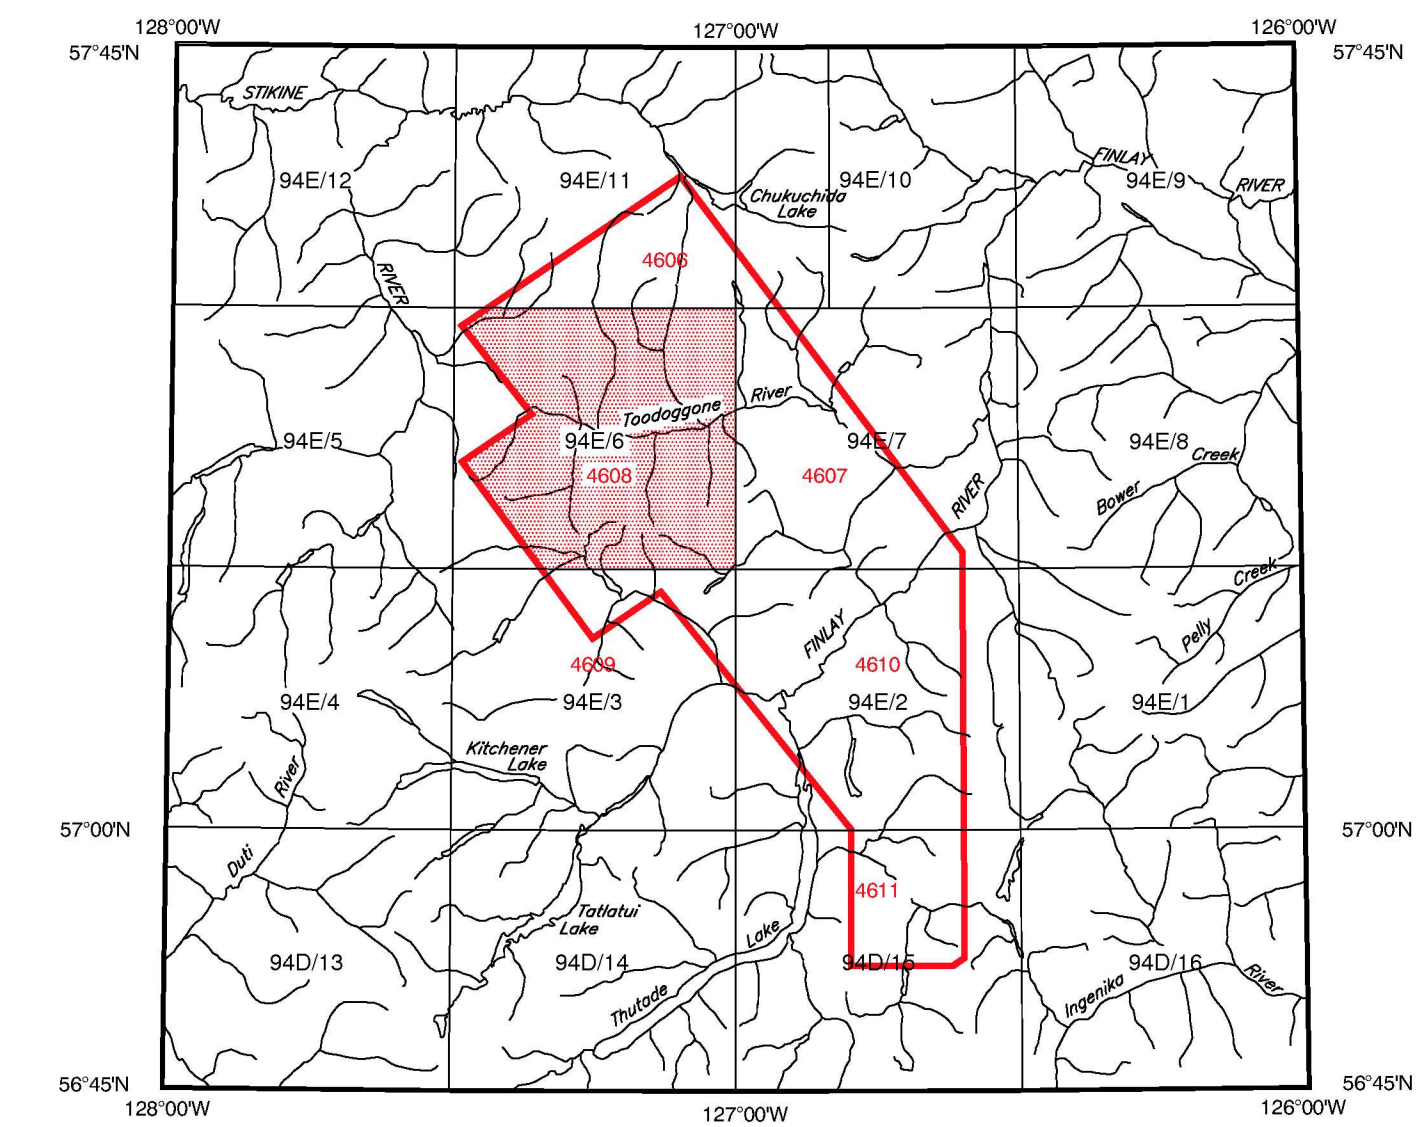 128°00'W
127°00'W
126°00'W
57°45'N
57°45'N
STIKINE
FINLAY
94E/12
94E/11
94E/10
94E/9
RIVER
Chukuchida
Lake
4606
RIVER
River
Toodoggone
94E/5
94E/6
94E/7
94E/8
Creek
4608
4607
RIVER
Bower
Creek
FINLAY
Pelly
4609
4610
94E/4
94E/3
94E/2
94E/1
Kitchener
Lake
River
57°00'N
57°00'N
Duti
4611
Tatlatui
Lake
Lake
94D/13
94D/14
94D/15
94D/16
River
Thutade
Ingenika
56°45'N
56°45'N
128°00'W
127°00'W
126°00'W